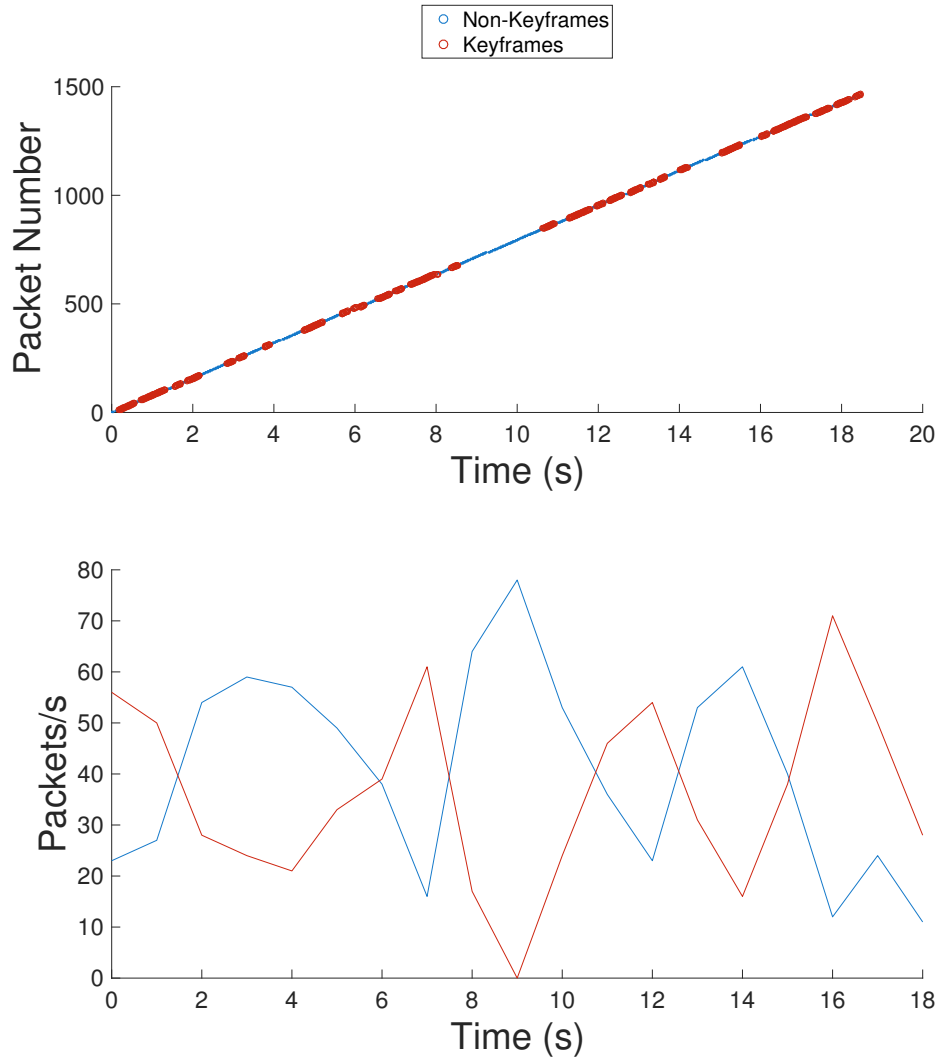 Non-Keyframes
Keyframes
1500
1000
500
0
Packet Number
0 2 4 6 8 10 12 14 16 18 20
Time (s)
80
70
60
50
40
30
20
10
0
Packets/s
0 2 4 6 8 10 12 14 16 18
Time (s)